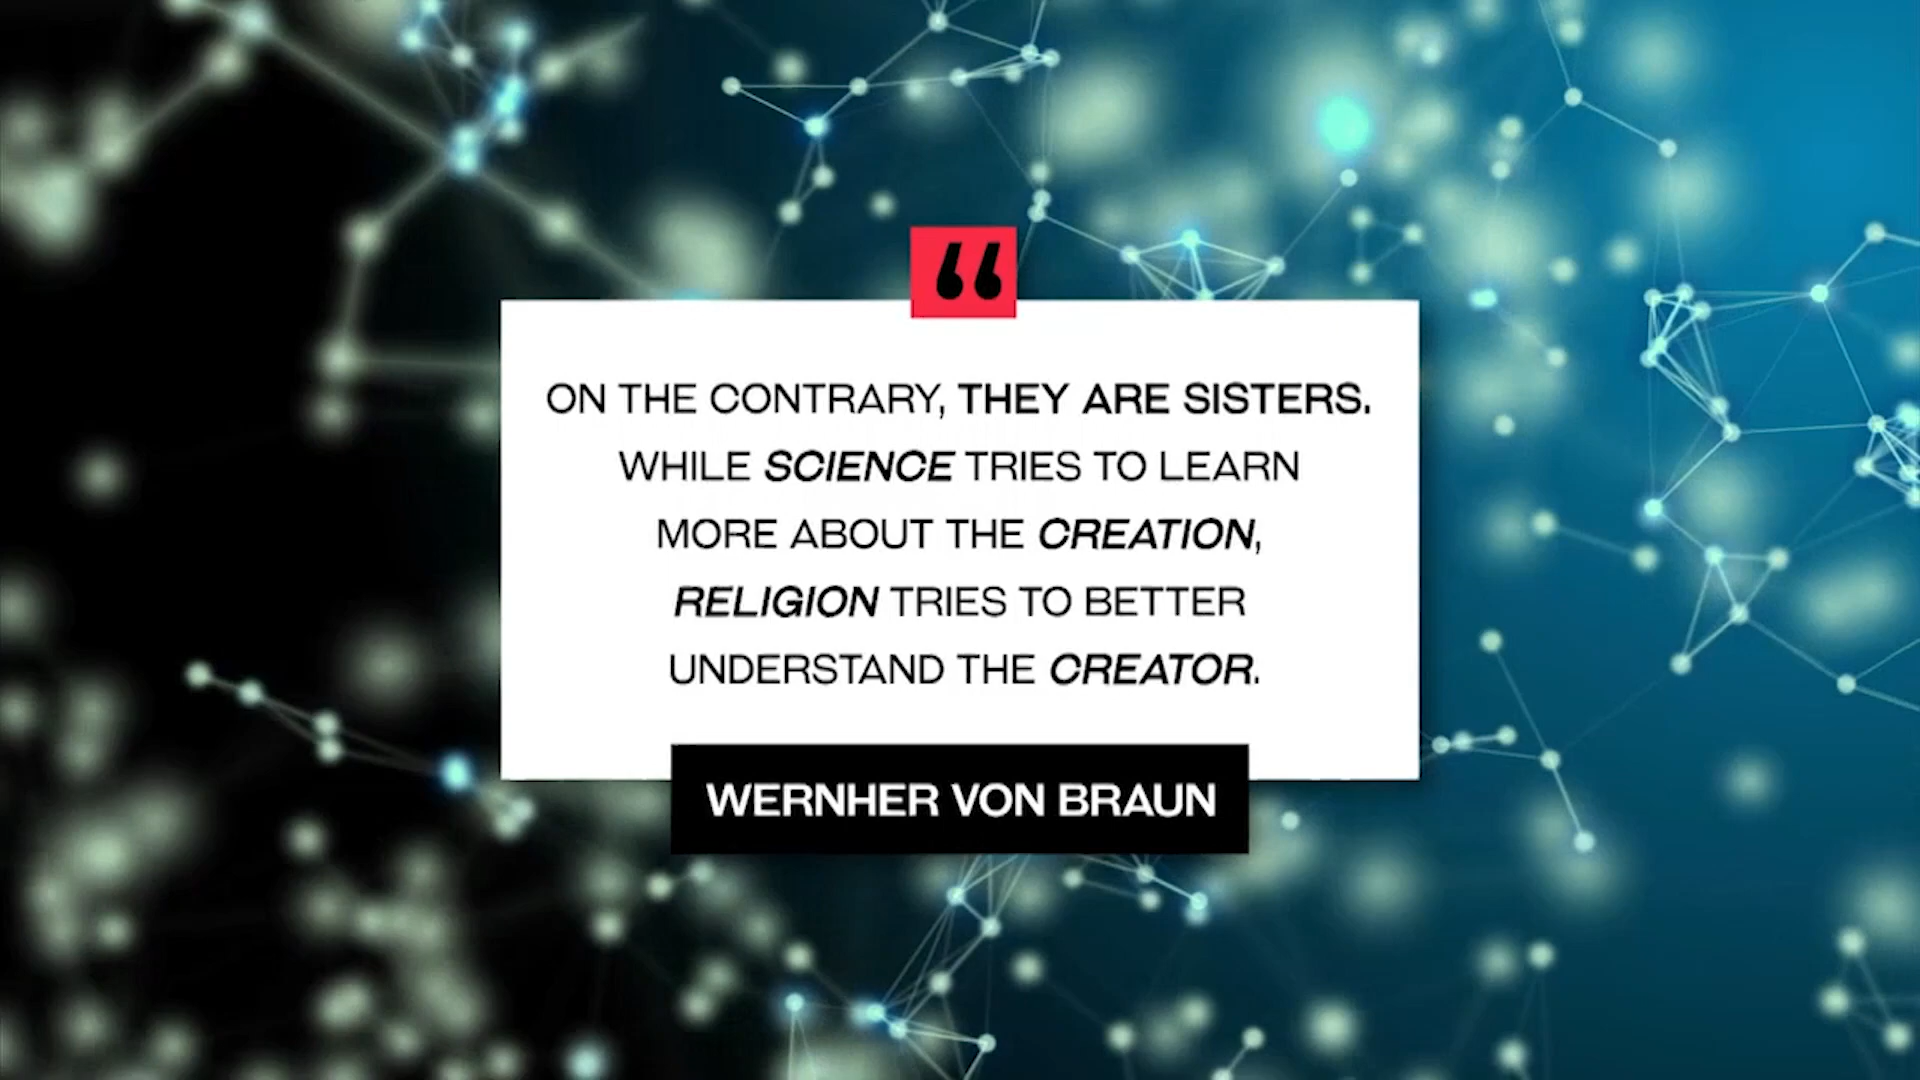 “
ON THE CONTRARY, THEY ARE SISTERS.
WHILE SCIENCE TRIES TO LEARN
MORE ABOUT THE CREATION,
RELIGION TRIES TO BETTER
UNDERSTAND THE CREATOR.
WERNHER VON BRAUN